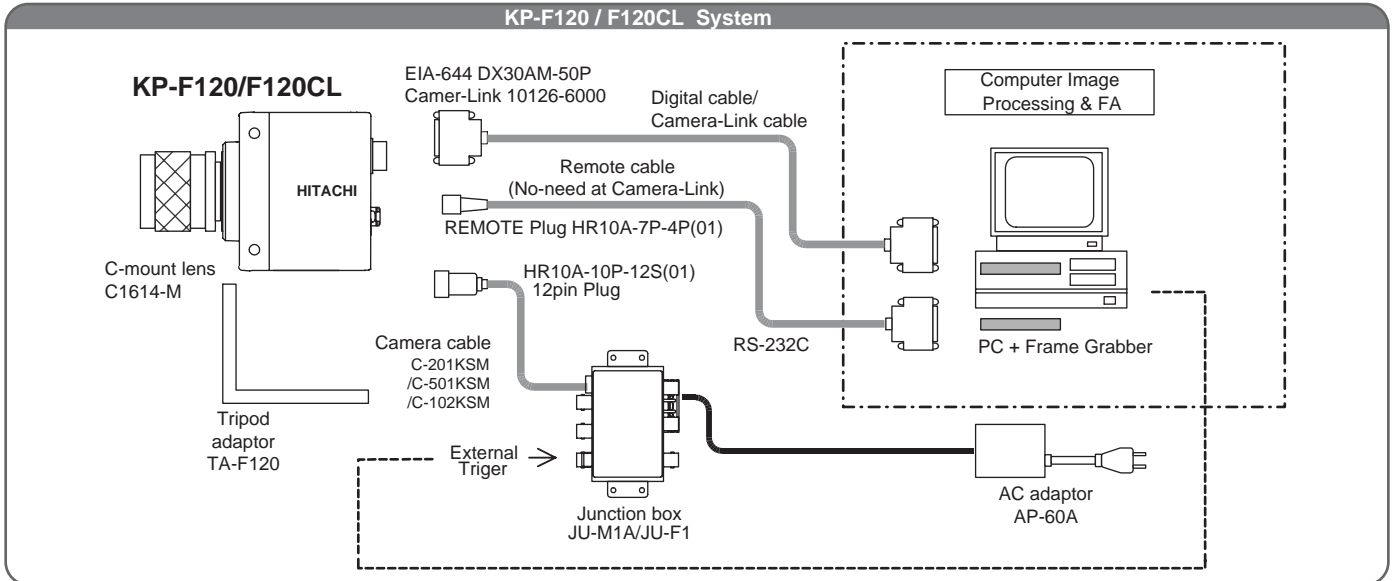 KP-F120 / F120CL System
KP-F120/F120CL
EIA-644 DX30AM-50P
Camer-Link 10126-6000
Digital cable/
Camera-Link cable
Computer Image
Processing & FA
HITACHI
Remote cable
(No-need at Camera-Link)
REMOTE Plug HR10A-7P-4P(01)
C-mount lens
C1614-M
HR10A-10P-12S(01)
12pin Plug
RS-232C
PC + Frame Grabber
Camera cable
C-201KSM
/C-501KSM
/C-102KSM
Tripod
adaptor
TA-F120
External
Triger
Junction box
JU-M1A/JU-F1
AC adaptor
AP-60A